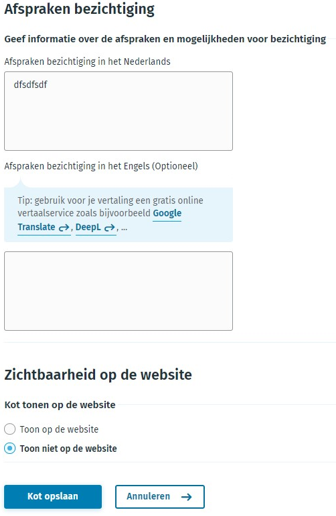 Afspraken bezichtiging
Geef informatie over de afspraken en mogelijkheden voor bezichtiging
Afspraken bezichtiging in het Nederlands
dfsdfsdf
Afspraken bezichtiging in het Engels (Optioneel)
Tip: gebruik voor je vertaling een gratis online
vertaalservice zoals bijvoorbeeld Google
Translate, DeepL, ...
Zichtbaarheid op de website
Kot tonen op de website
Toon op de website
Toon niet op de website
Kot opslaan
Annuleren